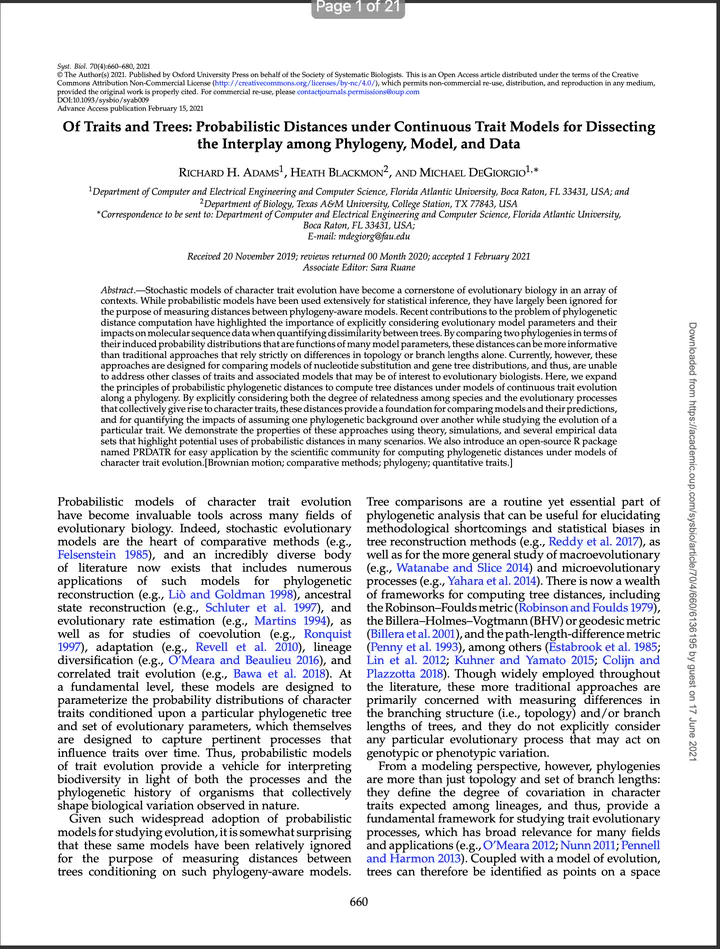 Page 1 of 21
Syst. Biol. 70(4):660–680, 2021
© The Author(s) 2021. Published by Oxford University Press on behalf of the Society of Systematic Biologists. This is an Open Access article distributed under the terms of the Creative
Commons Attribution Non-Commercial License (http://creativecommons.org/licenses/by-nc/4.0/), which permits non-commercial re-use, distribution, and reproduction in any medium,
provided the original work is properly cited. For commercial re-use, please contactjournals.permissions@oup.com
DOI:10.1093/sysbio/syab009
Advance Access publication February 15, 2021
Of Traits and Trees: Probabilistic Distances under Continuous Trait Models for Dissecting
the Interplay among Phylogeny, Model, and Data
RICHARD H. ADAMS1, HEATH BLACKMON2, AND MICHAEL DEGIORGIO1,*
1Department of Computer and Electrical Engineering and Computer Science, Florida Atlantic University, Boca Raton, FL 33431, USA; and
2Department of Biology, Texas A&M University, College Station, TX 77843, USA
*Correspondence to be sent to: Department of Computer and Electrical Engineering and Computer Science, Florida Atlantic University,
Boca Raton, FL 33431, USA;
E-mail: mdegiorg@fau.edu
Received 20 November 2019; reviews returned 00 Month 2020; accepted 1 February 2021
Associate Editor: Sara Ruane
Abstract.—Stochastic models of character trait evolution have become a cornerstone of evolutionary biology in an array of
contexts. While probabilistic models have been used extensively for statistical inference, they have largely been ignored for
the purpose of measuring distances between phylogeny-aware models. Recent contributions to the problem of phylogenetic
distance computation have highlighted the importance of explicitly considering evolutionary model parameters and their
impacts on molecular sequence data when quantifying dissimilarity between trees. By comparing two phylogenies in terms of
their induced probability distributions that are functions of many model parameters, these distances can be more informative
than traditional approaches that rely strictly on differences in topology or branch lengths alone. Currently, however, these
approaches are designed for comparing models of nucleotide substitution and gene tree distributions, and thus, are unable
to address other classes of traits and associated models that may be of interest to evolutionary biologists. Here, we expand
the principles of probabilistic phylogenetic distances to compute tree distances under models of continuous trait evolution
along a phylogeny. By explicitly considering both the degree of relatedness among species and the evolutionary processes
that collectively give rise to character traits, these distances provide a foundation for comparing models and their predictions,
and for quantifying the impacts of assuming one phylogenetic background over another while studying the evolution of a
particular trait. We demonstrate the properties of these approaches using theory, simulations, and several empirical data
sets that highlight potential uses of probabilistic distances in many scenarios. We also introduce an open-source R package
named PRDATR for easy application by the scientific community for computing phylogenetic distances under models of
character trait evolution.[Brownian motion; comparative methods; phylogeny; quantitative traits.]
Probabilistic models of character trait evolution
have become invaluable tools across many fields of
evolutionary biology. Indeed, stochastic evolutionary
models are the heart of comparative methods (e.g.,
Felsenstein 1985), and an incredibly diverse body
of literature now exists that includes numerous
applications of such models for phylogenetic
reconstruction (e.g., Liò and Goldman 1998), ancestral
state reconstruction (e.g., Schluter et al. 1997), and
evolutionary rate estimation (e.g., Martins 1994), as
well as for studies of coevolution (e.g., Ronquist
1997), adaptation (e.g., Revell et al. 2010), lineage
diversification (e.g., O'Meara and Beaulieu 2016), and
correlated trait evolution (e.g., Bawa et al. 2018). At
a fundamental level, these models are designed to
parameterize the probability distributions of character
traits conditioned upon a particular phylogenetic tree
and set of evolutionary parameters, which themselves
are designed to capture pertinent processes that
influence traits over time. Thus, probabilistic models
of trait evolution provide a vehicle for interpreting
biodiversity in light of both the processes and the
phylogenetic history of organisms that collectively
shape biological variation observed in nature.
Given such widespread adoption of probabilistic
models for studying evolution, it is somewhat surprising
that these same models have been relatively ignored
for the purpose of measuring distances between
trees conditioning on such phylogeny-aware models.
Tree comparisons are a routine yet essential part of
phylogenetic analysis that can be useful for elucidating
methodological shortcomings and statistical biases in
tree reconstruction methods (e.g., Reddy et al. 2017), as
well as for the more general study of macroevolutionary
(e.g., Watanabe and Slice 2014) and microevolutionary
processes (e.g., Yahara et al. 2014). There is now a wealth
of frameworks for computing tree distances, including
the Robinson–Foulds metric (Robinson and Foulds 1979),
the Billera–Holmes–Vogtmann (BHV) or geodesic metric
(Billera et al. 2001), and the path-length-difference metric
(Penny et al. 1993), among others (Estabrook et al. 1985;
Lin et al. 2012; Kuhner and Yamato 2015; Colijn and
Plazzotta 2018). Though widely employed throughout
the literature, these more traditional approaches are
primarily concerned with measuring differences in
the branching structure (i.e., topology) and/or branch
lengths of trees, and they do not explicitly consider
any particular evolutionary process that may act on
genotypic or phenotypic variation.
From a modeling perspective, however, phylogenies
are more than just topology and set of branch lengths:
they define the degree of covariation in character
traits expected among lineages, and thus, provide a
fundamental framework for studying trait evolutionary
processes, which has broad relevance for many fields
and applications (e.g., O'Meara 2012; Nunn 2011; Pennell
and Harmon 2013). Coupled with a model of evolution,
trees can therefore be identified as points on a space
660
Downloaded from https://academic.oup.com/sysbio/article/70/4/660/6136195 by guest on 17 June 2021